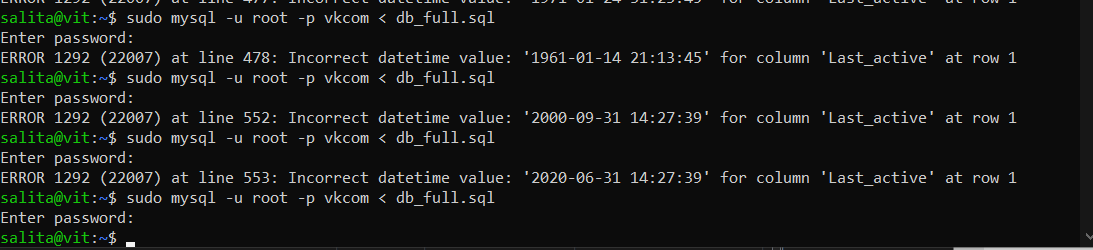 salita@vit:~$ sudo mysql -u root -p vkcom < db_full.sql
Enter password:
ERROR 1292 (22007) at line 478: Incorrect datetime value: '1961-01-14 21:13:45' for column 'Last_active' at row 1
salita@vit:~$ sudo mysql -u root -p vkcom < db_full.sql
Enter password:
ERROR 1292 (22007) at line 552: Incorrect datetime value: '2000-09-31 14:27:39' for column 'Last_active' at row 1
salita@vit:~$ sudo mysql -u root -p vkcom < db_full.sql
Enter password:
ERROR 1292 (22007) at line 553: Incorrect datetime value: '2020-06-31 14:27:39' for column 'Last_active' at row 1
salita@vit:~$ sudo mysql -u root -p vkcom < db_full.sql
Enter password:
salita@vit:~$